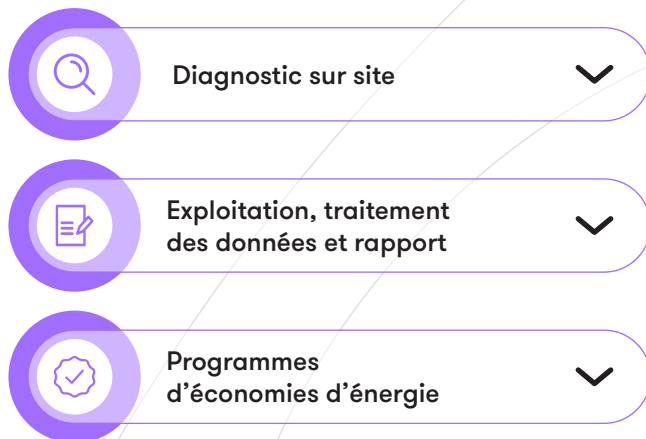 Diagnostic sur site
Exploitation, traitement
des données et rapport
Programmes
d’économies d’énergie